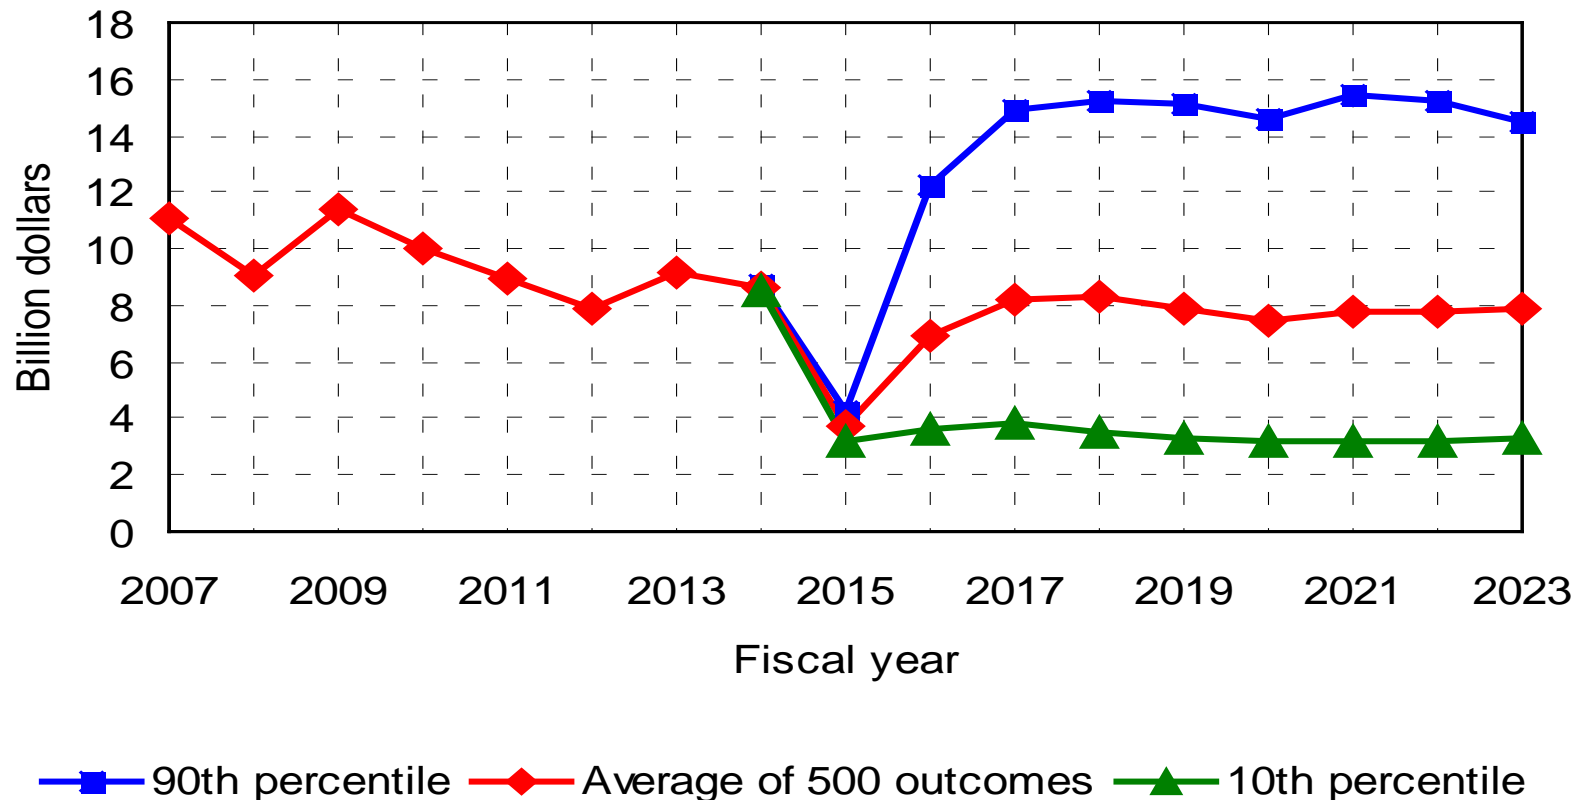 18
16
14
12
10
8
6
4
2
0
Billion dollars
2007 2009 2011 2013 2015 2017 2019 2021 2023
Fiscal year
90th percentile Average of 500 outcomes 10th percentile